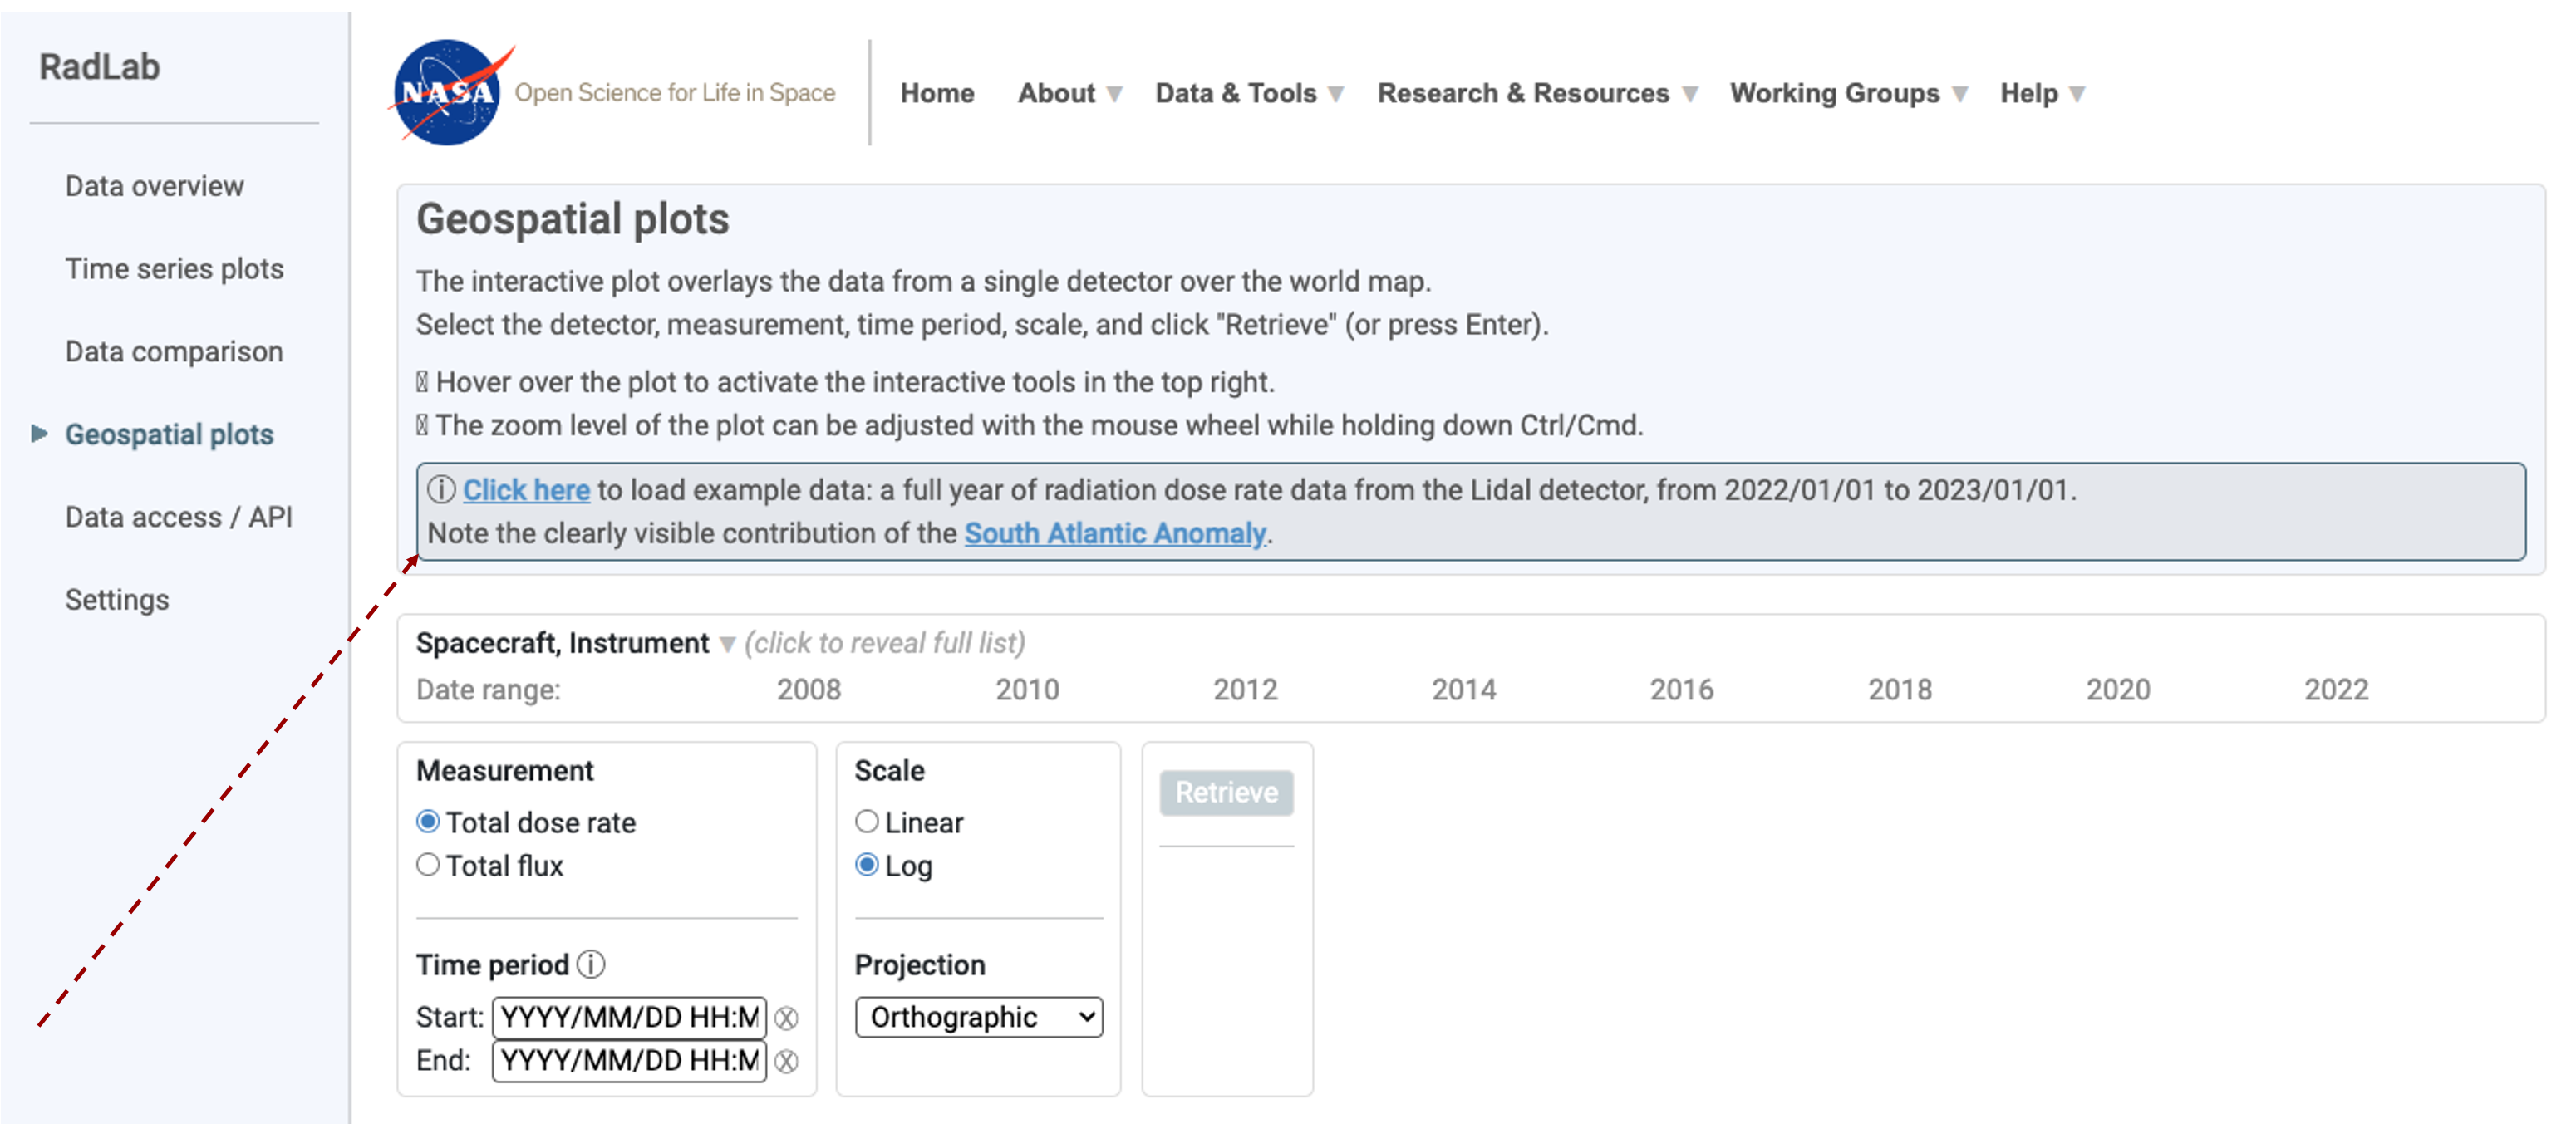 RadLab
Data overview
Time series plots
Data comparison
Geospatial plots
Data access / API
Settings
NASA
Open Science for Life in Space
Home About ▼ Data & Tools ▼ Research & Resources ▼ Working Groups ▼ Help ▼
Geospatial plots
The interactive plot overlays the data from a single detector over the world map.
Select the detector, measurement, time period, scale, and click "Retrieve" (or press Enter).
Hover over the plot to activate the interactive tools in the top right.
The zoom level of the plot can be adjusted with the mouse wheel while holding down Ctrl/Cmd.
ⓘ Click here to load example data: a full year of radiation dose rate data from the Lidal detector, from 2022/01/01 to 2023/01/01.
Note the clearly visible contribution of the South Atlantic Anomaly.
Spacecraft, Instrument ▼ (click to reveal full list)
Date range: 2008 2010 2012 2014 2016 2018 2020 2022
Measurement
Total dose rate
Total flux
Time period ⓘ
Start: YYYY/MM/DD HH:M
End: YYYY/MM/DD HH:M
Scale
Linear
Log
Projection
Orthographic
Retrieve